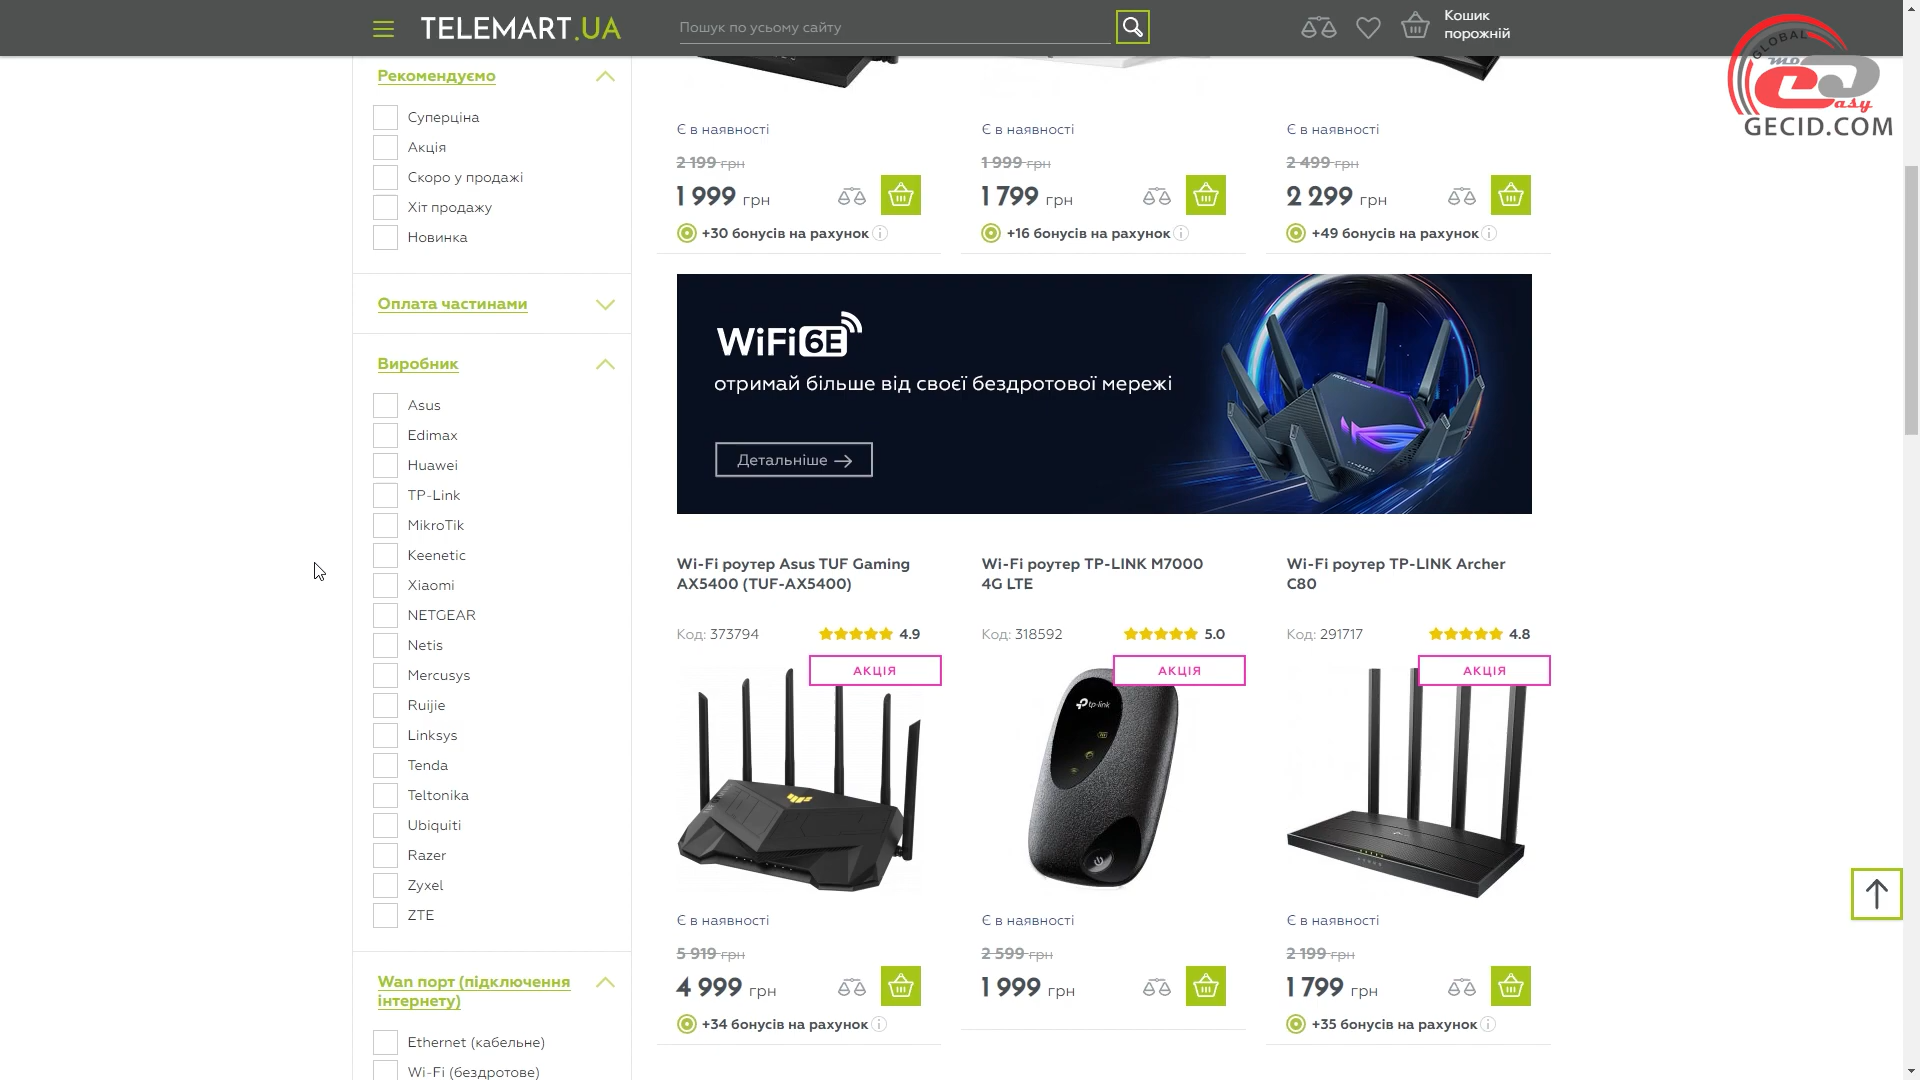 TELEMART.UA
Пошук по усьому сайту
Кошик
порожній
GLOBAL
mo
easy
GECID.COM
Рекомендуємо
Суперціна
Акція
Скоро у продажі
Хіт продажу
Новинка
Оплата частинами
Виробник
Asus
Edimax
Huawei
TP-Link
MikroTik
Keenetic
Xiaomi
NETGEAR
Netis
Mercusys
Ruijie
Linksys
Tenda
Teltonika
Ubiquiti
Razer
Zyxel
ZTE
Wan порт (підключення
інтернету)
Ethernet (кабельне)
Wi-Fi (бездротове)
Є в наявності
2 199 грн
1 999 грн
+30 бонусів на рахунок
Є в наявності
1 999 грн
1 799 грн
+16 бонусів на рахунок
Є в наявності
2 499 грн
2 299 грн
+49 бонусів на рахунок
WiFi 6E
отримай більше від своєї бездротової мережі
Детальніше →
Wi-Fi роутер Asus TUF Gaming
AX5400 (TUF-AX5400)
Код: 373794 4.9
АКЦІЯ
Є в наявності
5 919 грн
4 999 грн
+34 бонусів на рахунок
Wi-Fi роутер TP-LINK M7000
4G LTE
Код: 318592 5.0
АКЦІЯ
tp-link
Є в наявності
2 599 грн
1 999 грн
Wi-Fi роутер TP-LINK Archer
C80
Код: 291717 4.8
АКЦІЯ
Є в наявності
2 199 грн
1 799 грн
+35 бонусів на рахунок